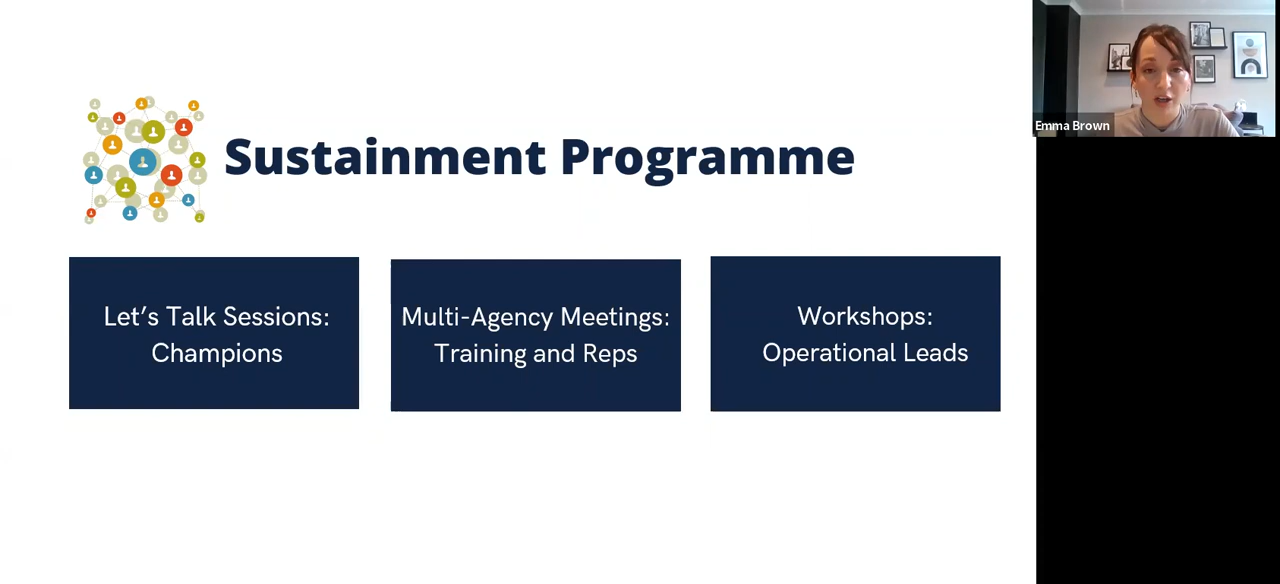 Sustainment Programme
Let’s Talk Sessions:
Champions
Multi-Agency Meetings:
Training and Reps
Workshops:
Operational Leads
Emma Brown